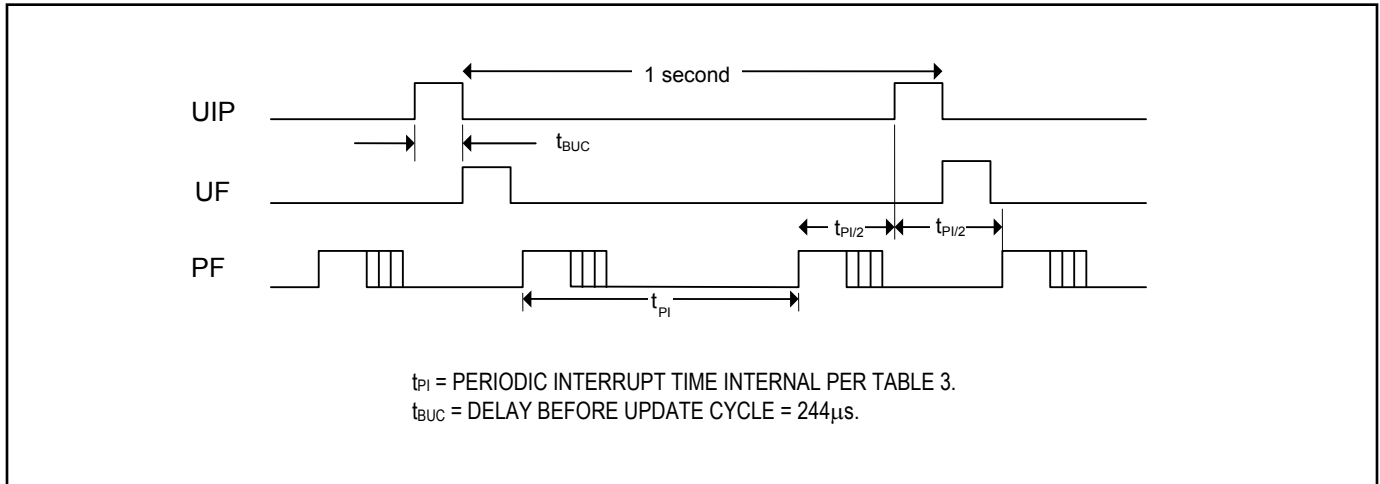 1 second
UIP
tBUC
UF
tPI/2 tPI/2
PF
tPI
tPI = PERIODIC INTERRUPT TIME INTERNAL PER TABLE 3.
tBUC = DELAY BEFORE UPDATE CYCLE = 244μs.